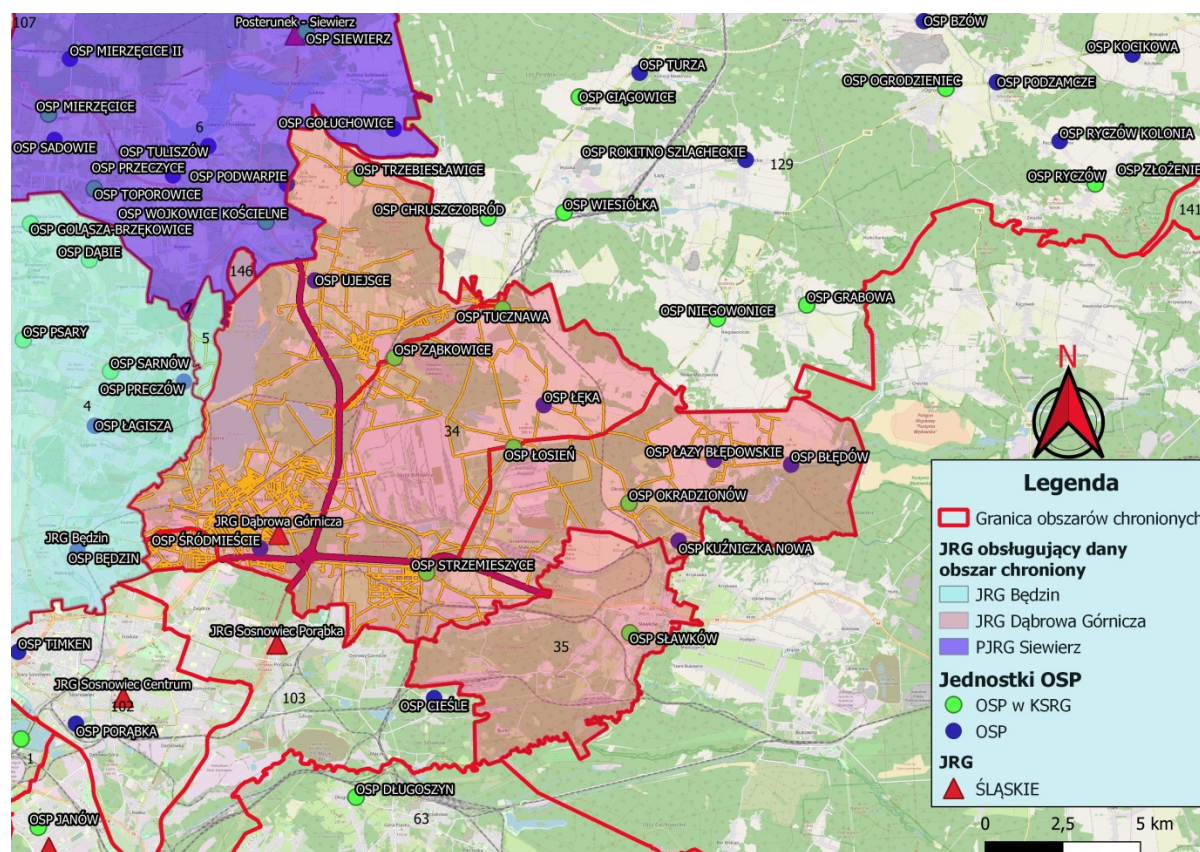 107
Posterunek - Siewierz
OSP SIEWIERZ
OSP MIERZĘCICE II
OSP BZÓW
OSP KOCIKOWA
OSP TURZA
OSP OGRODZIENIEC
OSP PODZAMCZE
OSP CIĄGOWICE
OSP MIERZĘCICE
6
OSP GOŁUCHOWICE
OSP RYCZÓW KOLONIA
OSP SADOWIE
OSP TULISZÓW
OSP ROKITNO SZLACHECKIE
129
OSP PRZECZYCE
OSP PODWARPIE
OSP TRZEBIESŁAWICE
OSP RYCZÓW
OSP ZŁOŻENIE
OSP TOPOROWICE
OSP WOJKOWICE KOŚCIELNE
OSP CHRUSZCZOBRÓD
OSP WIESIÓŁKA
141
OSP GOLĄSZA-BRZĘKOWICE
OSP DĄBIE
146
OSP UJEJSCE
OSP GRABOWA
OSP TUCZNAWA
OSP NIEGOWONICE
OSP PSARY
5
OSP ZĄBKOWICE
OSP SARNÓW
OSP PRECZÓW
N
4
OSP ŁAGISZA
OSP ŁĘKA
34
OSP ŁOSIEŃ
OSP ŁAZY BŁĘDOWSKIE
OSP BŁĘDÓW
OSP OKRADZIONÓW
JRG Dąbrowa Górnicza
JRG Będzin
OSP ŚRÓDMIEŚCIE
OSP BĘDZIN
OSP KUŹNICZKA NOWA
OSP STRZEMIESZYCE
JRG Sosnowiec Porąbka
OSP SŁAWKÓW
OSP TIMKEN
35
JRG Sosnowiec Centrum
103
102
OSP CIEŚLE
OSP PORĄBKA
1
OSP DŁUGOSZYN
63
OSP JANÓW
Legenda
Granica obszarów chronionych
JRG obsługujący dany
obszar chroniony
JRG Będzin
JRG Dąbrowa Górnicza
PJRG Siewierz
Jednostki OSP
OSP w KSRG
OSP
JRG
ŚLĄSKIE
0 2,5 5 km